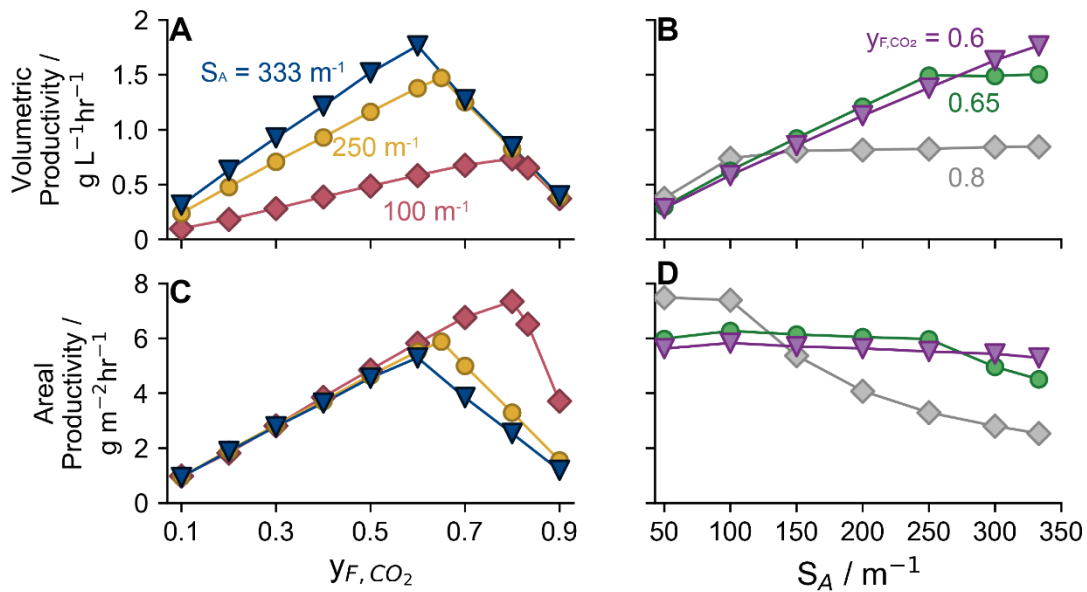 A
B
2
1.5
1.0
0.5
0
Volumetric
Productivity /
g L⁻¹hr⁻¹
S_A = 333 m⁻¹
250 m⁻¹
100 m⁻¹
y_F,CO₂ = 0.6
0.65
0.8
C
D
8
6
4
2
0
Areal
Productivity /
g m⁻²hr⁻¹
0.1 0.3 0.5 0.7 0.9
50 100 150 200 250 300 350
y_F, CO₂
S_A / m⁻¹